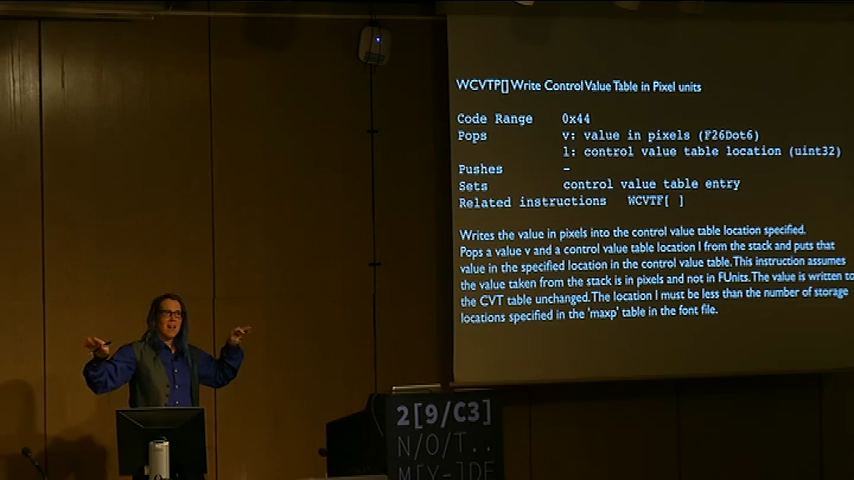 WCVTP[] Write Control Value Table in Pixel units
Code Range 0x44
Pops v: value in pixels (F26Dot6)
l: control value table location (uint32)
Pushes -
Sets control value table entry
Related instructions WCVTF[ ]
Writes the value in pixels into the control value table location specified.
Pops a value v and a control value table location l from the stack and puts that
value in the specified location in the control value table. This instruction assumes
the value taken from the stack is in pixels and not in FUnits. The value is written to
the CVT table unchanged. The location l must be less than the number of storage
locations specified in the 'maxp' table in the font file.
2[9/C3]
N/O/T..
M[Y-]DE